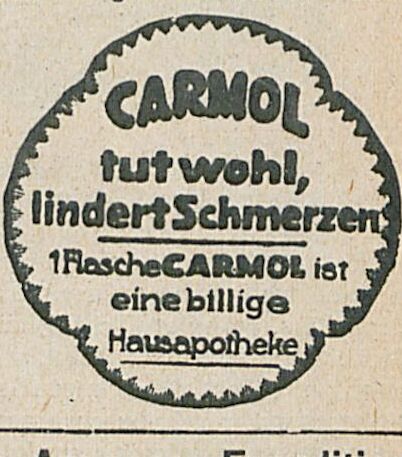 CARMOL
tut wohl,
lindert Schmerzen
1 Flasche CARMOL ist
eine billige
Hausapotheke